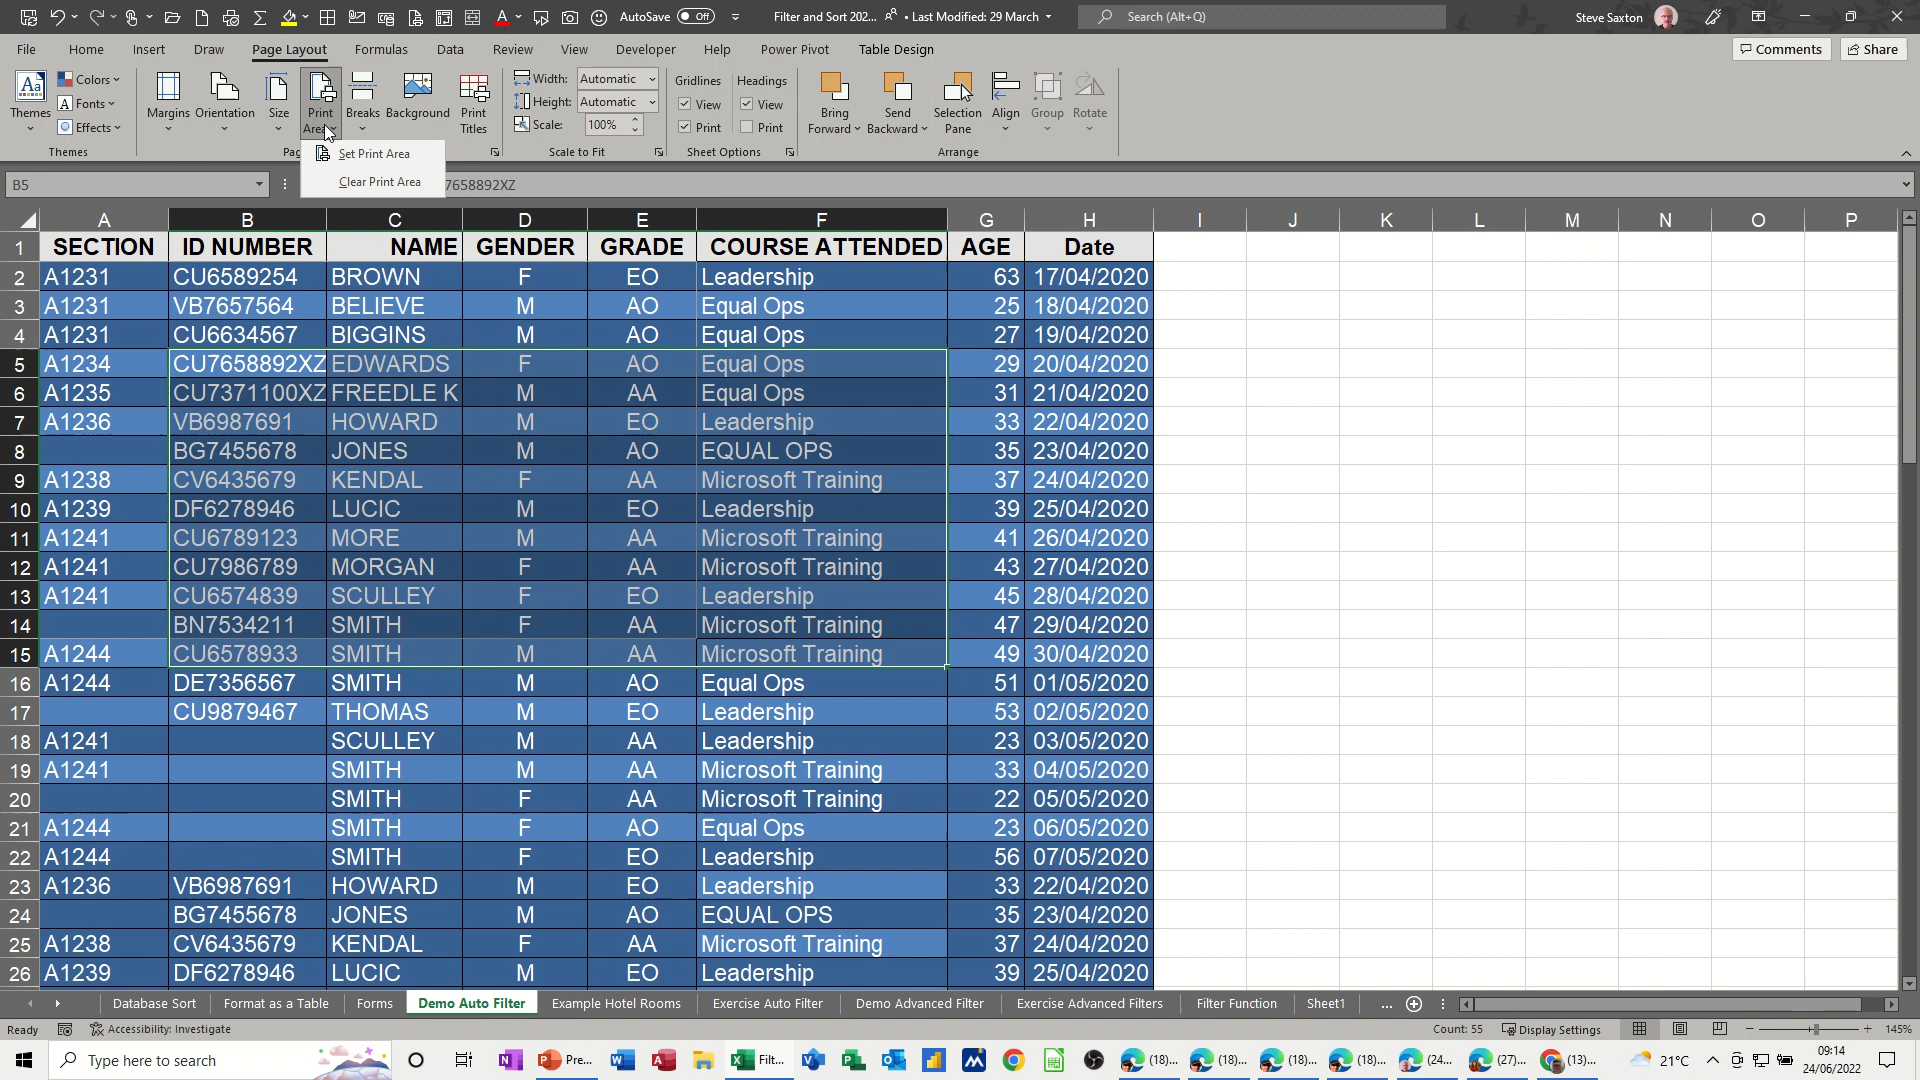 AutoSave Off Filter and Sort 202... • Last Modified: 29 March Search (Alt+Q) Steve Saxton
File Home Insert Draw Page Layout Formulas Data Review View Developer Help Power Pivot Table Design Comments Share
Themes Colors Fonts Effects Margins Orientation Size Print Area Breaks Background Print Titles
Width: Automatic Height: Automatic Scale: 100% Gridlines View Print Headings View Print
Bring Forward Send Backward Selection Pane Align Group Rotate
Themes Pag Scale to Fit Sheet Options Arrange
Set Print Area
Clear Print Area
B5 7658892XZ
A B C D E F G H I J K L M N O P
1 SECTION ID NUMBER NAME GENDER GRADE COURSE ATTENDED AGE Date
2 A1231 CU6589254 BROWN F EO Leadership 63 17/04/2020
3 A1231 VB7657564 BELIEVE M AO Equal Ops 25 18/04/2020
4 A1231 CU6634567 BIGGINS M AO Equal Ops 27 19/04/2020
5 A1234 CU7658892XZ EDWARDS F AO Equal Ops 29 20/04/2020
6 A1235 CU7371100XZ FREEDLE K M AA Equal Ops 31 21/04/2020
7 A1236 VB6987691 HOWARD M EO Leadership 33 22/04/2020
8 BG7455678 JONES M AO EQUAL OPS 35 23/04/2020
9 A1238 CV6435679 KENDAL F AA Microsoft Training 37 24/04/2020
10 A1239 DF6278946 LUCIC M EO Leadership 39 25/04/2020
11 A1241 CU6789123 MORE M AA Microsoft Training 41 26/04/2020
12 A1241 CU7986789 MORGAN F AA Microsoft Training 43 27/04/2020
13 A1241 CU6574839 SCULLEY F EO Leadership 45 28/04/2020
14 BN7534211 SMITH F AA Microsoft Training 47 29/04/2020
15 A1244 CU6578933 SMITH M AA Microsoft Training 49 30/04/2020
16 A1244 DE7356567 SMITH M AO Equal Ops 51 01/05/2020
17 CU9879467 THOMAS M EO Leadership 53 02/05/2020
18 A1241 SCULLEY M AA Leadership 23 03/05/2020
19 A1241 SMITH M AA Microsoft Training 33 04/05/2020
20 SMITH F AA Microsoft Training 22 05/05/2020
21 A1244 SMITH F AO Equal Ops 23 06/05/2020
22 A1244 SMITH F EO Leadership 56 07/05/2020
23 A1236 VB6987691 HOWARD M EO Leadership 33 22/04/2020
24 BG7455678 JONES M AO EQUAL OPS 35 23/04/2020
25 A1238 CV6435679 KENDAL F AA Microsoft Training 37 24/04/2020
26 A1239 DF6278946 LUCIC M EO Leadership 39 25/04/2020
Database Sort Format as a Table Forms Demo Auto Filter Example Hotel Rooms Exercise Auto Filter Demo Advanced Filter Exercise Advanced Filters Filter Function Sheet1 ...
Ready Accessibility: Investigate Count: 55 Display Settings 145%
Type here to search Pre... Filt... (18)... (18)... (18)... (18)... (24... (27)... (13)... 21°C 09:14
24/06/2022